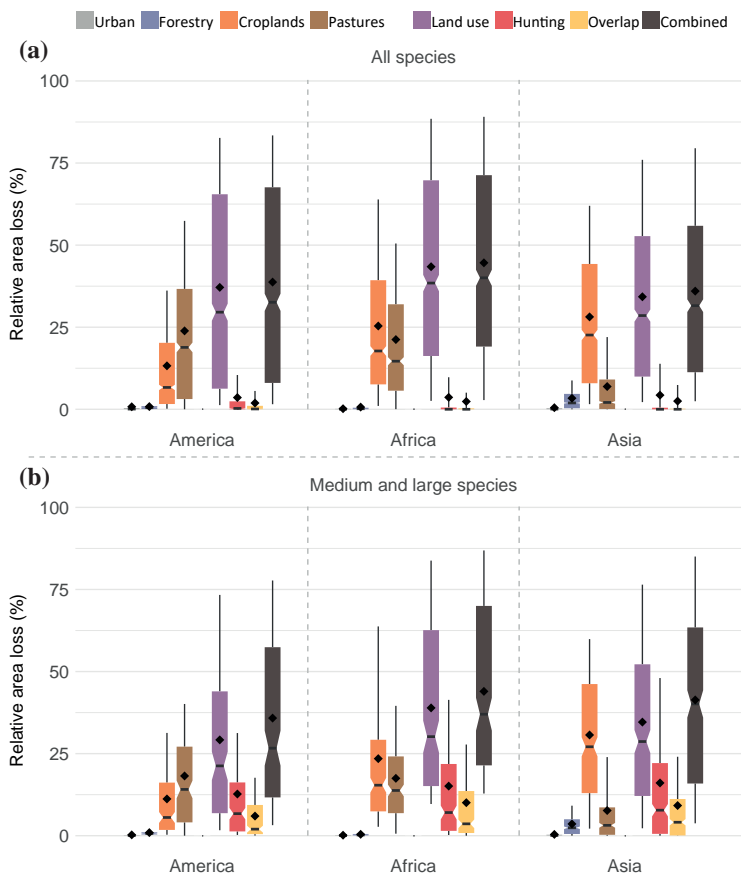 Urban Forestry Croplands Pastures Land use Hunting Overlap Combined
(a)
All species
100
75
50
25
0
Relative area loss (%)
America Africa Asia
(b)
Medium and large species
100
75
50
25
0
Relative area loss (%)
America Africa Asia